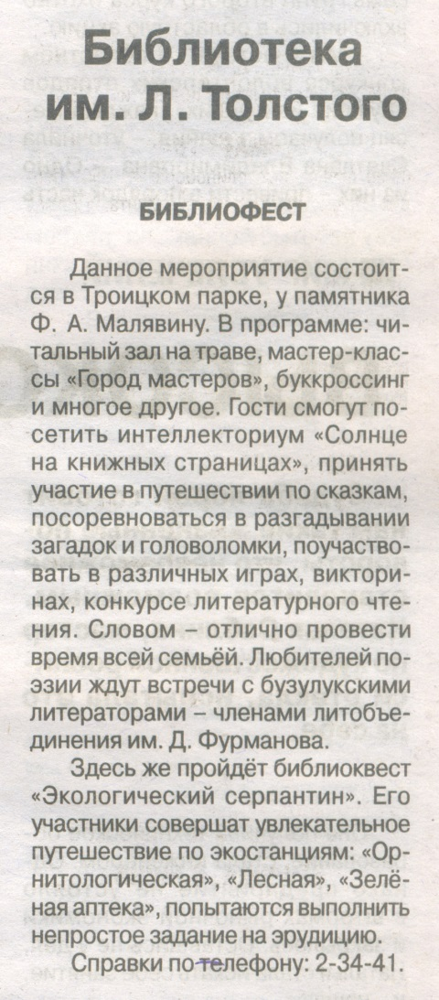 Библиотека
им. Л. Толстого
БИБЛИОФЕСТ
Данное мероприятие состоит-
ся в Троицком парке, у памятника
Ф. А. Малявину. В программе: чи-
тальный зал на траве, мастер-клас-
сы «Город мастеров», буккроссинг
и многое другое. Гости смогут по-
сетить интеллекториум «Солнце
на книжных страницах», принять
участие в путешествии по сказкам,
посоревноваться в разгадывании
загадок и головоломки, поучаство-
вать в различных играх, виктори-
нах, конкурсе литературного чте-
ния. Словом – отлично провести
время всей семьёй. Любителей по-
эзии ждут встречи с бузулукскими
литераторами – членами литобъе-
динения им. Д. Фурманова.
Здесь же пройдёт библиоквест
«Экологический серпантин». Его
участники совершат увлекательное
путешествие по экостанциям: «Ор-
нитологическая», «Лесная», «Зелё-
ная аптека», попытаются выполнить
непростое задание на эрудицию.
Справки по телефону: 2-34-41.